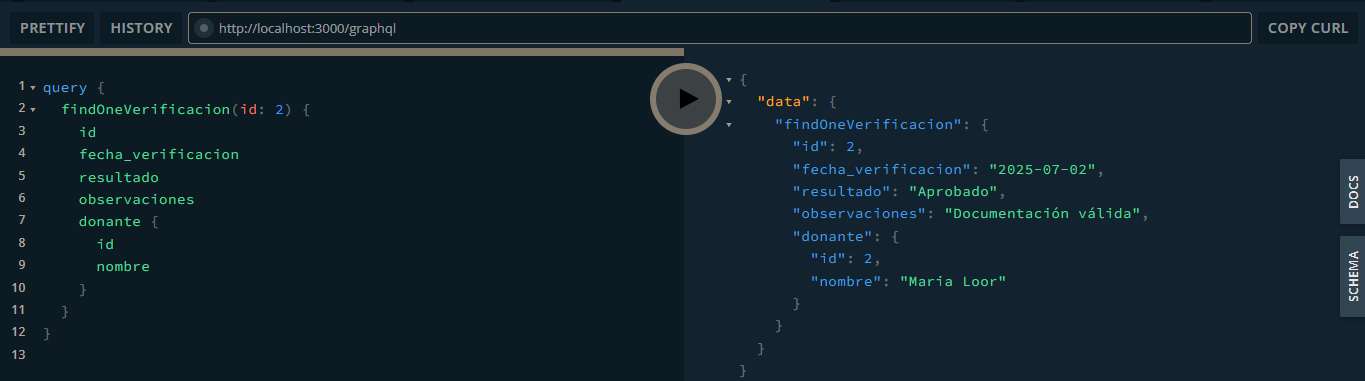 PRETTIFY HISTORY http://localhost:3000/graphql COPY CURL
1 query {
2 findOneVerificacion(id: 2) {
3 id
4 fecha_verificacion
5 resultado
6 observaciones
7 donante {
8 id
9 nombre
10 }
11 }
12 }
13
{
"data": {
"findOneVerificacion": {
"id": 2,
"fecha_verificacion": "2025-07-02",
"resultado": "Aprobado",
"observaciones": "Documentación válida",
"donante": {
"id": 2,
"nombre": "Maria Loor"
}
}
}
}
DOCS
SCHEMA